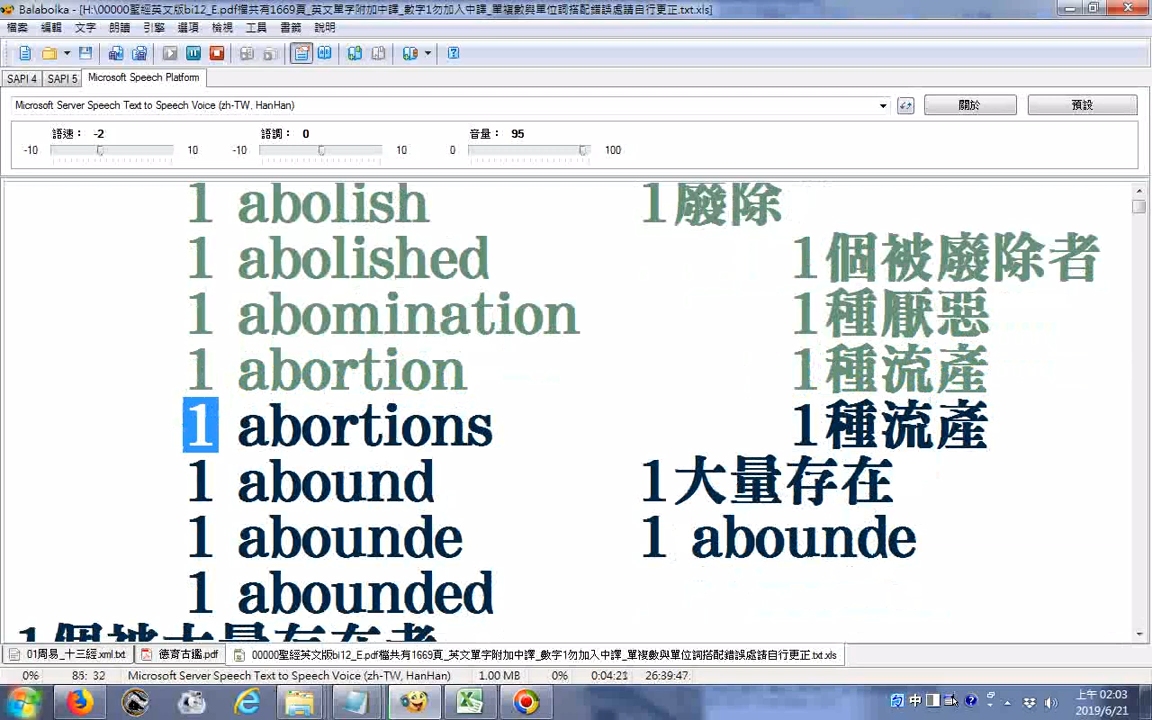 Balabolka - [H:\00000聖經英文版bi12_E.pdf檔共有1669頁_英文單字附加中譯_數字1勿加入中譯_單複數與單位詞搭配錯誤處請自行更正.txt.xls]
檔案 編輯 文字 朗讀 引擎 選項 檢視 工具 書籤 說明
SAPI 4 SAPI 5 Microsoft Speech Platform
Microsoft Server Speech Text to Speech Voice (zh-TW, HanHan) 關於 預設
語速： -2 語調： 0 音量： 95
-10 10 -10 10 0 100
1 abolish 1廢除
1 abolished 1個被廢除者
1 abomination 1種厭惡
1 abortion 1種流產
1 abortions 1種流產
1 abound 1大量存在
1 abounde 1 abounde
1 abounded
1個被大量存在者
01周易_十三經.xml.txt 德育古鑑.pdf 00000聖經英文版bi12_E.pdf檔共有1669頁_英文單字附加中譯_數字1勿加入中譯_單複數與單位詞搭配錯誤處請自行更正.txt.xls
0% 85: 32 Microsoft Server Speech Text to Speech Voice (zh-TW, HanHan) 1.00 MB 0% 0:04:21 26:39:47.
中 上午 02:03
2019/6/21